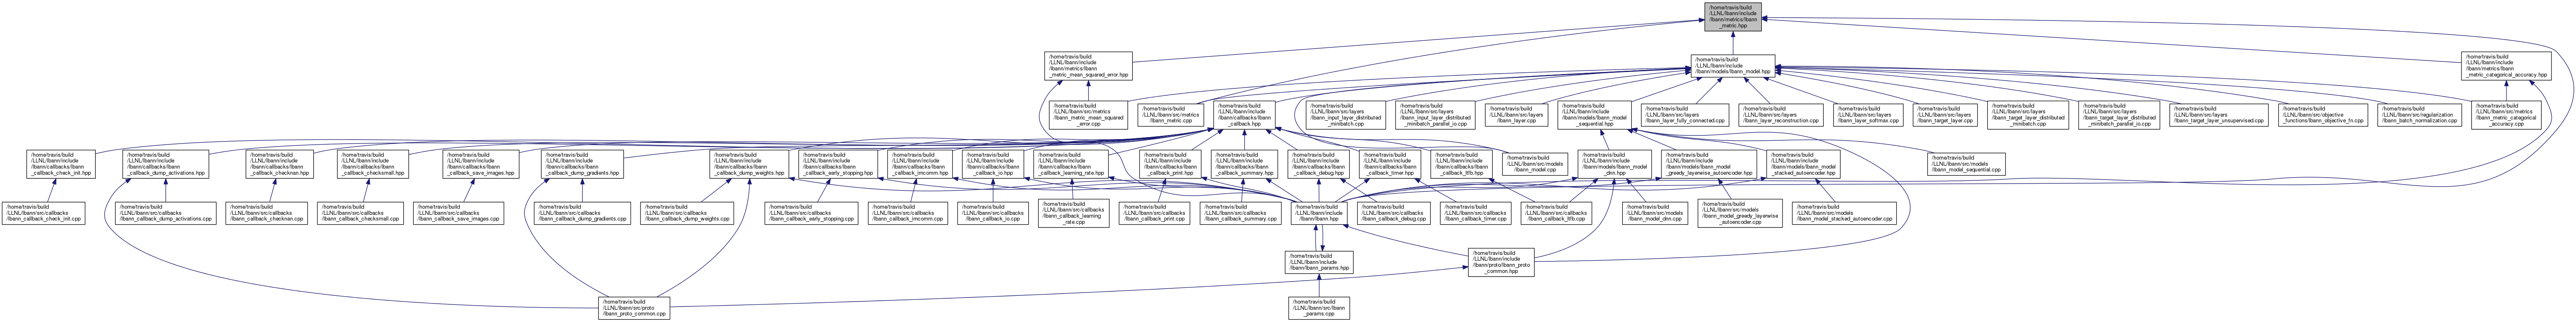 /home/travis/build
/LLNL/lbann/include
/lbann/metrics/lbann
_metric.hpp
/home/travis/build
/LLNL/lbann/include
/lbann/metrics/lbann
_metric_mean_squared_error.hpp
/home/travis/build
/LLNL/lbann/include
/lbann/models/lbann_model.hpp
/home/travis/build
/LLNL/lbann/include
/lbann/metrics/lbann
_metric_categorical_accuracy.hpp
/home/travis/build
/LLNL/lbann/src/metrics
/lbann_metric_mean_squared
_error.cpp
/home/travis/build
/LLNL/lbann/src/metrics
/lbann_metric.cpp
/home/travis/build
/LLNL/lbann/include
/lbann/callbacks/lbann
_callback.hpp
/home/travis/build
/LLNL/lbann/src/layers
/lbann_input_layer_distributed
_minibatch.cpp
/home/travis/build
/LLNL/lbann/src/layers
/lbann_input_layer_distributed
_minibatch_parallel_io.cpp
/home/travis/build
/LLNL/lbann/src/layers
/lbann_layer.cpp
/home/travis/build
/LLNL/lbann/include
/lbann/models/lbann_model
_sequential.hpp
/home/travis/build
/LLNL/lbann/src/layers
/lbann_layer_fully_connected.cpp
/home/travis/build
/LLNL/lbann/src/layers
/lbann_layer_reconstruction.cpp
/home/travis/build
/LLNL/lbann/src/layers
/lbann_layer_softmax.cpp
/home/travis/build
/LLNL/lbann/src/layers
/lbann_target_layer.cpp
/home/travis/build
/LLNL/lbann/src/layers
/lbann_target_layer_distributed
_minibatch.cpp
/home/travis/build
/LLNL/lbann/src/layers
/lbann_target_layer_distributed
_minibatch_parallel_io.cpp
/home/travis/build
/LLNL/lbann/src/layers
/lbann_target_layer_unsupervised.cpp
/home/travis/build
/LLNL/lbann/src/objective
_functions/lbann_objective_fn.cpp
/home/travis/build
/LLNL/lbann/src/regularization
/lbann_batch_normalization.cpp
/home/travis/build
/LLNL/lbann/src/metrics
/lbann_metric_categorical
_accuracy.cpp
/home/travis/build
/LLNL/lbann/include
/lbann/callbacks/lbann
_callback_check_init.hpp
/home/travis/build
/LLNL/lbann/include
/lbann/callbacks/lbann
_callback_dump_activations.hpp
/home/travis/build
/LLNL/lbann/include
/lbann/callbacks/lbann
_callback_checknan.hpp
/home/travis/build
/LLNL/lbann/include
/lbann/callbacks/lbann
_callback_checksmall.hpp
/home/travis/build
/LLNL/lbann/include
/lbann/callbacks/lbann
_callback_save_images.hpp
/home/travis/build
/LLNL/lbann/include
/lbann/callbacks/lbann
_callback_dump_gradients.hpp
/home/travis/build
/LLNL/lbann/include
/lbann/callbacks/lbann
_callback_dump_weights.hpp
/home/travis/build
/LLNL/lbann/include
/lbann/callbacks/lbann
_callback_early_stopping.hpp
/home/travis/build
/LLNL/lbann/include
/lbann/callbacks/lbann
_callback_imcomm.hpp
/home/travis/build
/LLNL/lbann/include
/lbann/callbacks/lbann
_callback_io.hpp
/home/travis/build
/LLNL/lbann/include
/lbann/callbacks/lbann
_callback_learning_rate.hpp
/home/travis/build
/LLNL/lbann/include
/lbann/callbacks/lbann
_callback_print.hpp
/home/travis/build
/LLNL/lbann/include
/lbann/callbacks/lbann
_callback_summary.hpp
/home/travis/build
/LLNL/lbann/include
/lbann/callbacks/lbann
_callback_debug.hpp
/home/travis/build
/LLNL/lbann/include
/lbann/callbacks/lbann
_callback_timer.hpp
/home/travis/build
/LLNL/lbann/include
/lbann/callbacks/lbann
_callback_ltfb.hpp
/home/travis/build
/LLNL/lbann/src/models
/lbann_model.cpp
/home/travis/build
/LLNL/lbann/include
/lbann/models/lbann_model
_dnn.hpp
/home/travis/build
/LLNL/lbann/include
/lbann/models/lbann_model
_greedy_layerwise_autoencoder.hpp
/home/travis/build
/LLNL/lbann/include
/lbann/models/lbann_model
_stacked_autoencoder.hpp
/home/travis/build
/LLNL/lbann/src/models
/lbann_model_sequential.cpp
/home/travis/build
/LLNL/lbann/src/callbacks
/lbann_callback_check_init.cpp
/home/travis/build
/LLNL/lbann/src/callbacks
/lbann_callback_dump_activations.cpp
/home/travis/build
/LLNL/lbann/src/callbacks
/lbann_callback_checknan.cpp
/home/travis/build
/LLNL/lbann/src/callbacks
/lbann_callback_checksmall.cpp
/home/travis/build
/LLNL/lbann/src/callbacks
/lbann_callback_save_images.cpp
/home/travis/build
/LLNL/lbann/src/callbacks
/lbann_callback_dump_gradients.cpp
/home/travis/build
/LLNL/lbann/src/callbacks
/lbann_callback_dump_weights.cpp
/home/travis/build
/LLNL/lbann/src/callbacks
/lbann_callback_early_stopping.cpp
/home/travis/build
/LLNL/lbann/src/callbacks
/lbann_callback_imcomm.cpp
/home/travis/build
/LLNL/lbann/src/callbacks
/lbann_callback_io.cpp
/home/travis/build
/LLNL/lbann/src/callbacks
/lbann_callback_learning
_rate.cpp
/home/travis/build
/LLNL/lbann/src/callbacks
/lbann_callback_print.cpp
/home/travis/build
/LLNL/lbann/src/callbacks
/lbann_callback_summary.cpp
/home/travis/build
/LLNL/lbann/include
/lbann/lbann.hpp
/home/travis/build
/LLNL/lbann/src/callbacks
/lbann_callback_debug.cpp
/home/travis/build
/LLNL/lbann/src/callbacks
/lbann_callback_timer.cpp
/home/travis/build
/LLNL/lbann/src/callbacks
/lbann_callback_ltfb.cpp
/home/travis/build
/LLNL/lbann/src/models
/lbann_model_dnn.cpp
/home/travis/build
/LLNL/lbann/src/models
/lbann_model_greedy_layerwise
_autoencoder.cpp
/home/travis/build
/LLNL/lbann/src/models
/lbann_model_stacked_autoencoder.cpp
/home/travis/build
/LLNL/lbann/include
/lbann/lbann_params.hpp
/home/travis/build
/LLNL/lbann/include
/lbann/proto/lbann_proto
_common.hpp
/home/travis/build
/LLNL/lbann/src/proto
/lbann_proto_common.cpp
/home/travis/build
/LLNL/lbann/src/lbann
_params.cpp